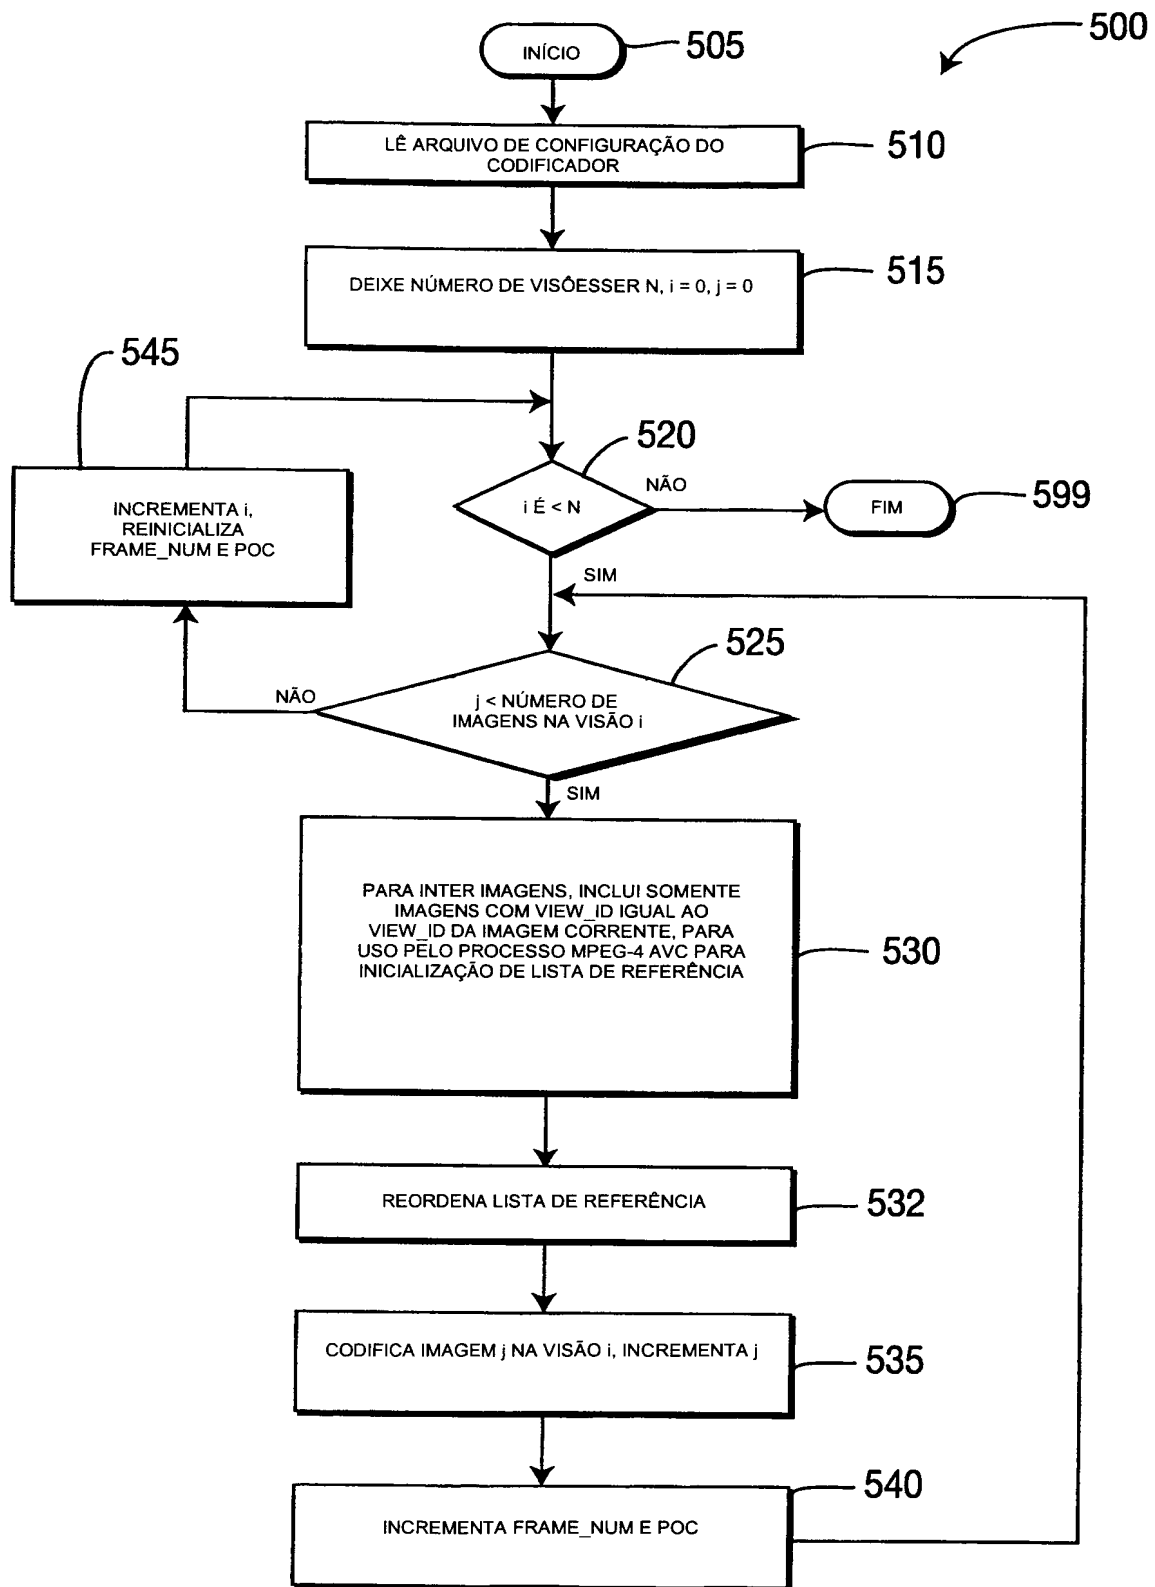 500
INÍCIO
505
LÊ ARQUIVO DE CONFIGURAÇÃO DO
CODIFICADOR
510
DEIXE NÚMERO DE VISÔESSER N, i = 0, j = 0
515
545
INCREMENTA i,
REINICIALIZA
FRAME_NUM E POC
520
i É < N
NÃO
FIM
599
SIM
525
j < NÚMERO DE
IMAGENS NA VISÃO i
NÃO
SIM
PARA INTER IMAGENS, INCLUI SOMENTE
IMAGENS COM VIEW_ID IGUAL AO
VIEW_ID DA IMAGEM CORRENTE, PARA
USO PELO PROCESSO MPEG-4 AVC PARA
INICIALIZAÇÃO DE LISTA DE REFERÊNCIA
530
REORDENA LISTA DE REFERÊNCIA
532
CODIFICA IMAGEM j NA VISÃO i, INCREMENTA j
535
INCREMENTA FRAME_NUM E POC
540